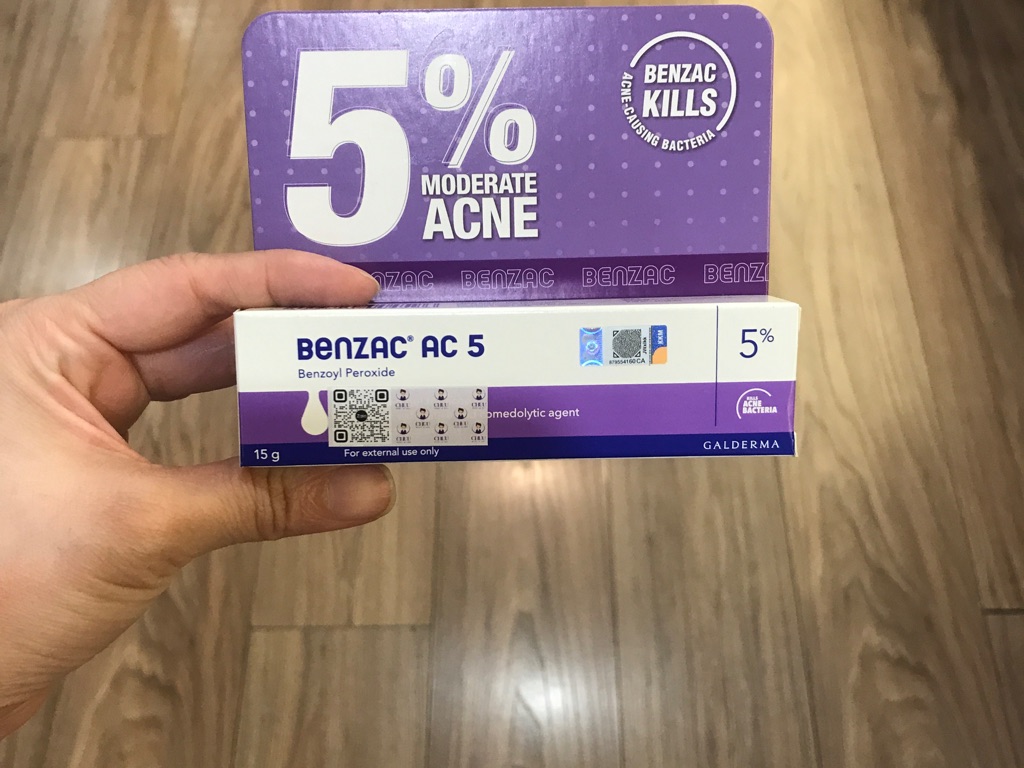 5%
MODERATE
ACNE
BENZAC
KILLS
ACNE-CAUSING BACTERIA
BENZAC BENZAC
BENZAC® AC 5
Benzoyl Peroxide
KKM
5%
omedolytic agent
KILLS
ACNE
BACTERIA
15 g
For external use only
GALDERMA